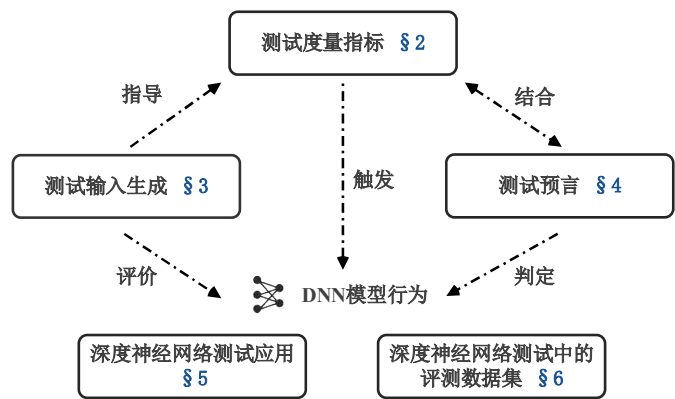 测试度量指标 §2
指导
结合
测试输入生成 §3
触发
测试预言 §4
评价
判定
DNN模型行为
深度神经网络测试应用
§5
深度神经网络测试中的
评测数据集 §6